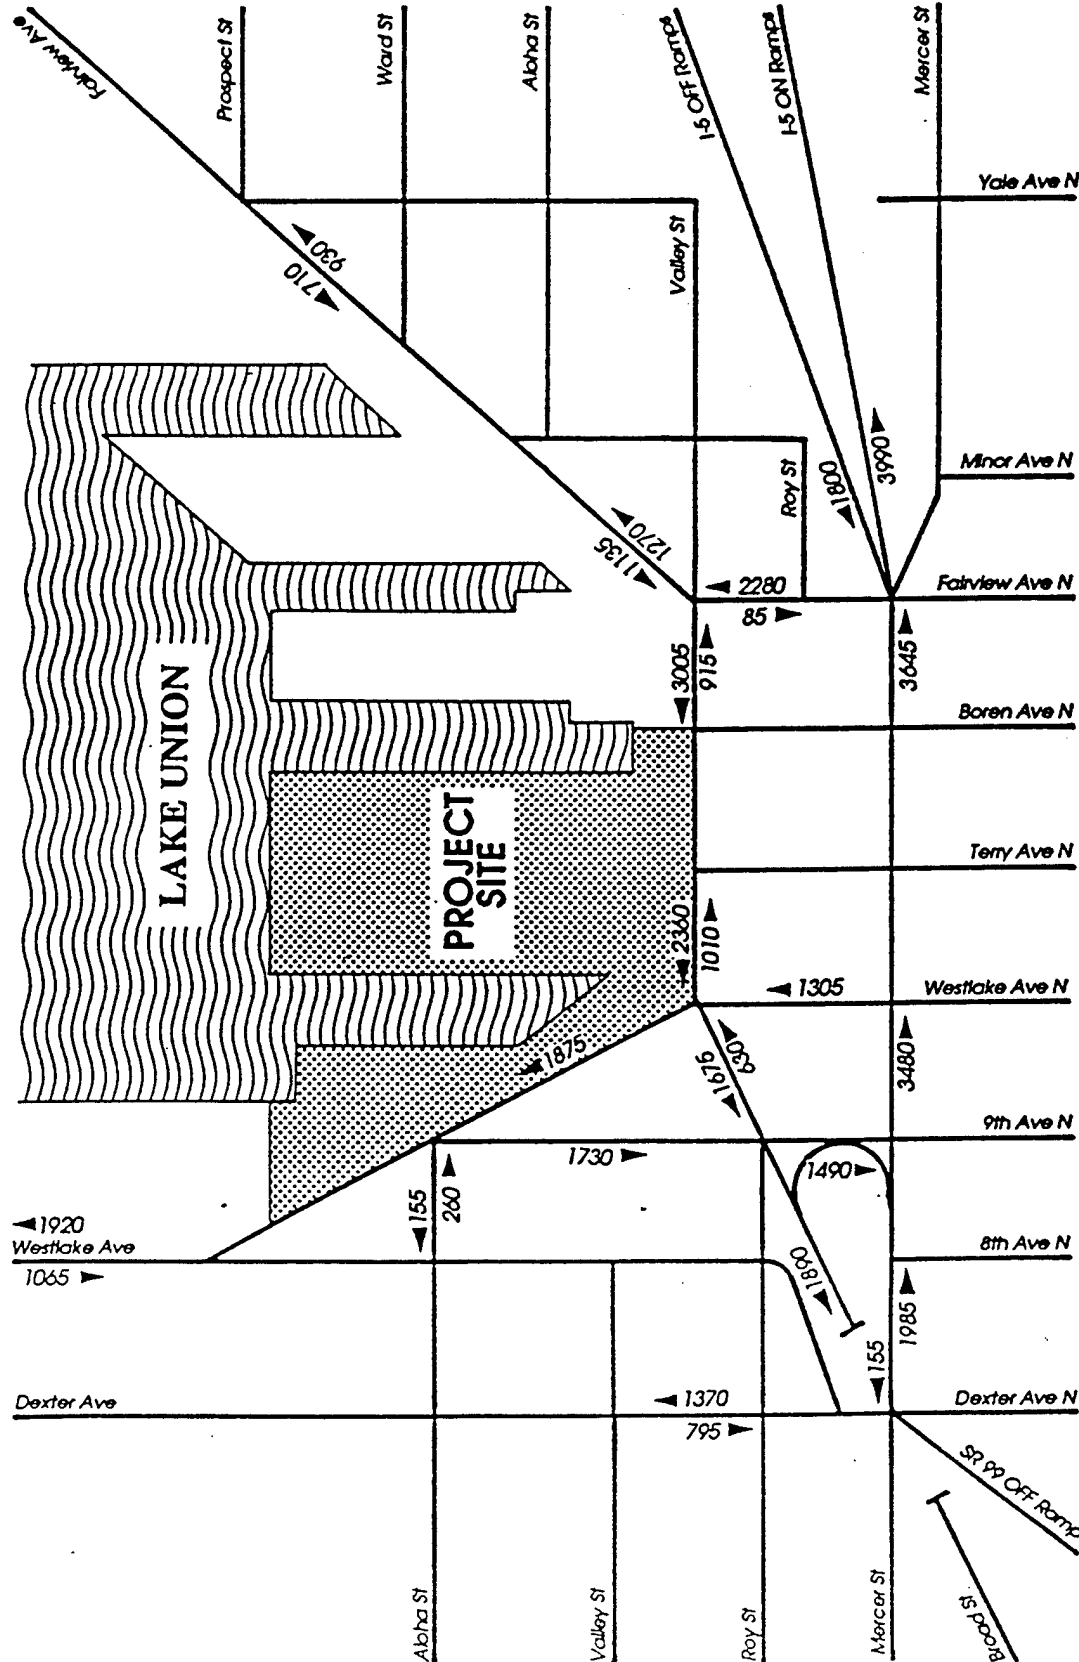 Fairview Ave
Prospect St
Ward St
Aloha St
I-5 OFF Ramps
I-5 ON Ramps
Mercer St
Yale Ave N
930
710
Valley St
1800
3990
Minor Ave N
Roy St
1270
1135
2280
85
Fairview Ave N
3005
915
3645
Boren Ave N
LAKE UNION
PROJECT
SITE
Terry Ave N
2360
1010
1305
Westlake Ave N
1875
1675
630
3480
9th Ave N
1730
1490
155
260
1920
Westlake Ave
1065
8th Ave N
1890
1985
155
Dexter Ave
1370
795
Dexter Ave N
SR 99 OFF Ramp
Aloha St
Valley St
Roy St
Mercer St
Broad St